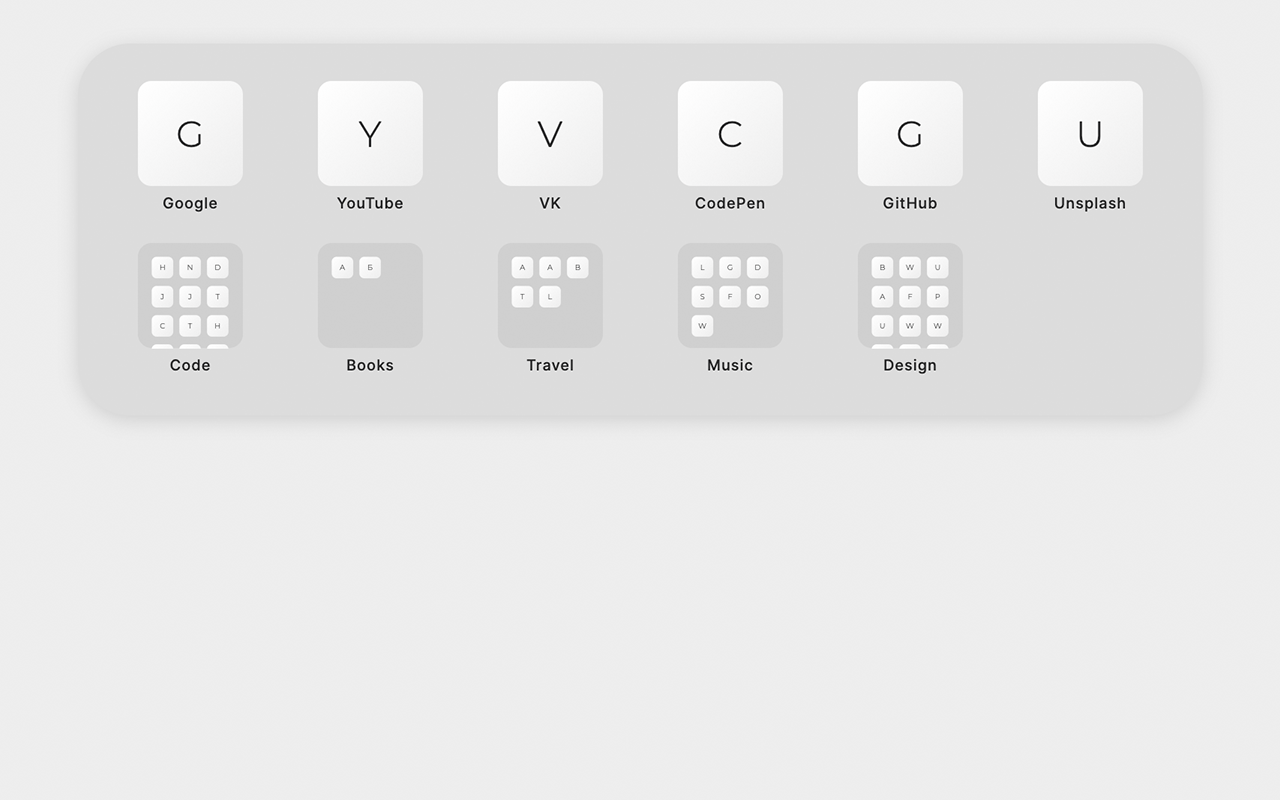 G Y V C G U
Google YouTube VK CodePen GitHub Unsplash
H N D А Б A A B L G D B W U
J J T T L S F O A F P
C T H W U W W
Code Books Travel Music Design